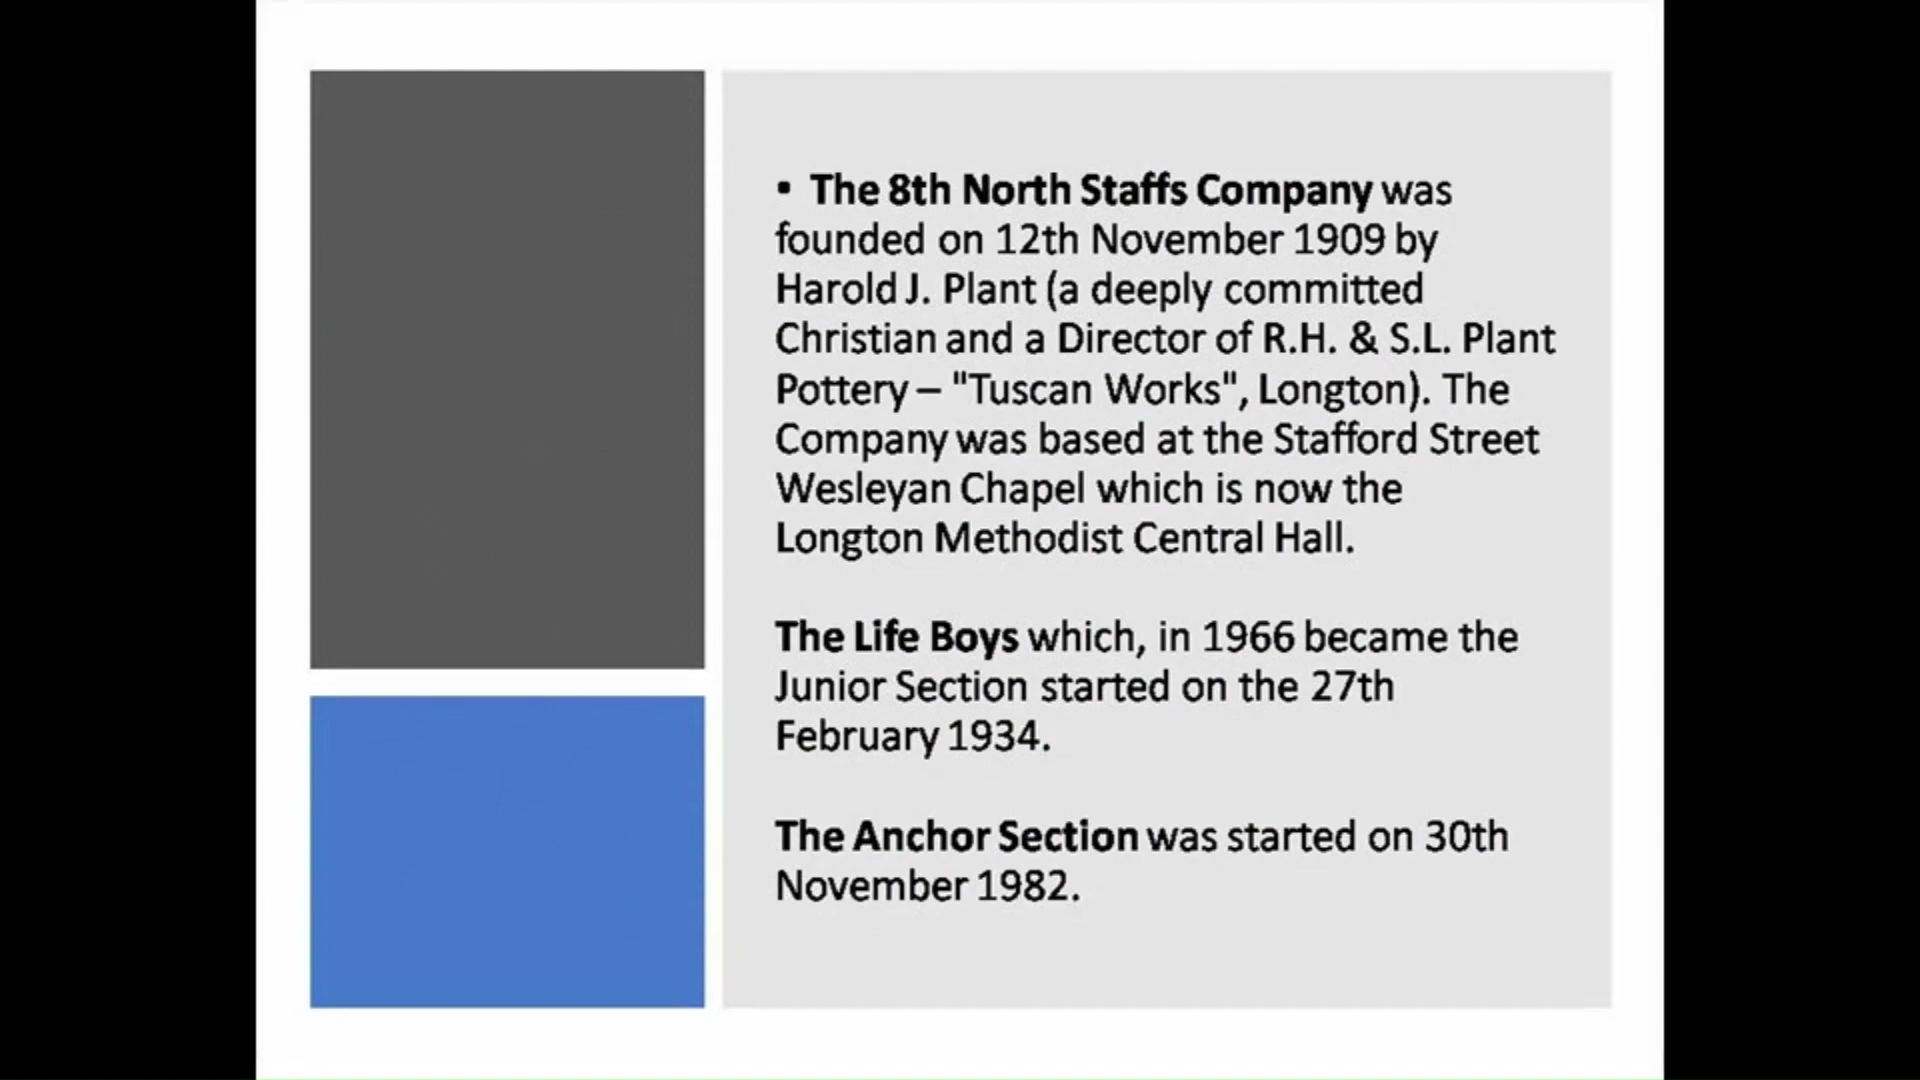 • The 8th North Staffs Company was
founded on 12th November 1909 by
Harold J. Plant (a deeply committed
Christian and a Director of R.H. & S.L. Plant
Pottery – "Tuscan Works", Longton). The
Company was based at the Stafford Street
Wesleyan Chapel which is now the
Longton Methodist Central Hall.
The Life Boys which, in 1966 became the
Junior Section started on the 27th
February 1934.
The Anchor Section was started on 30th
November 1982.